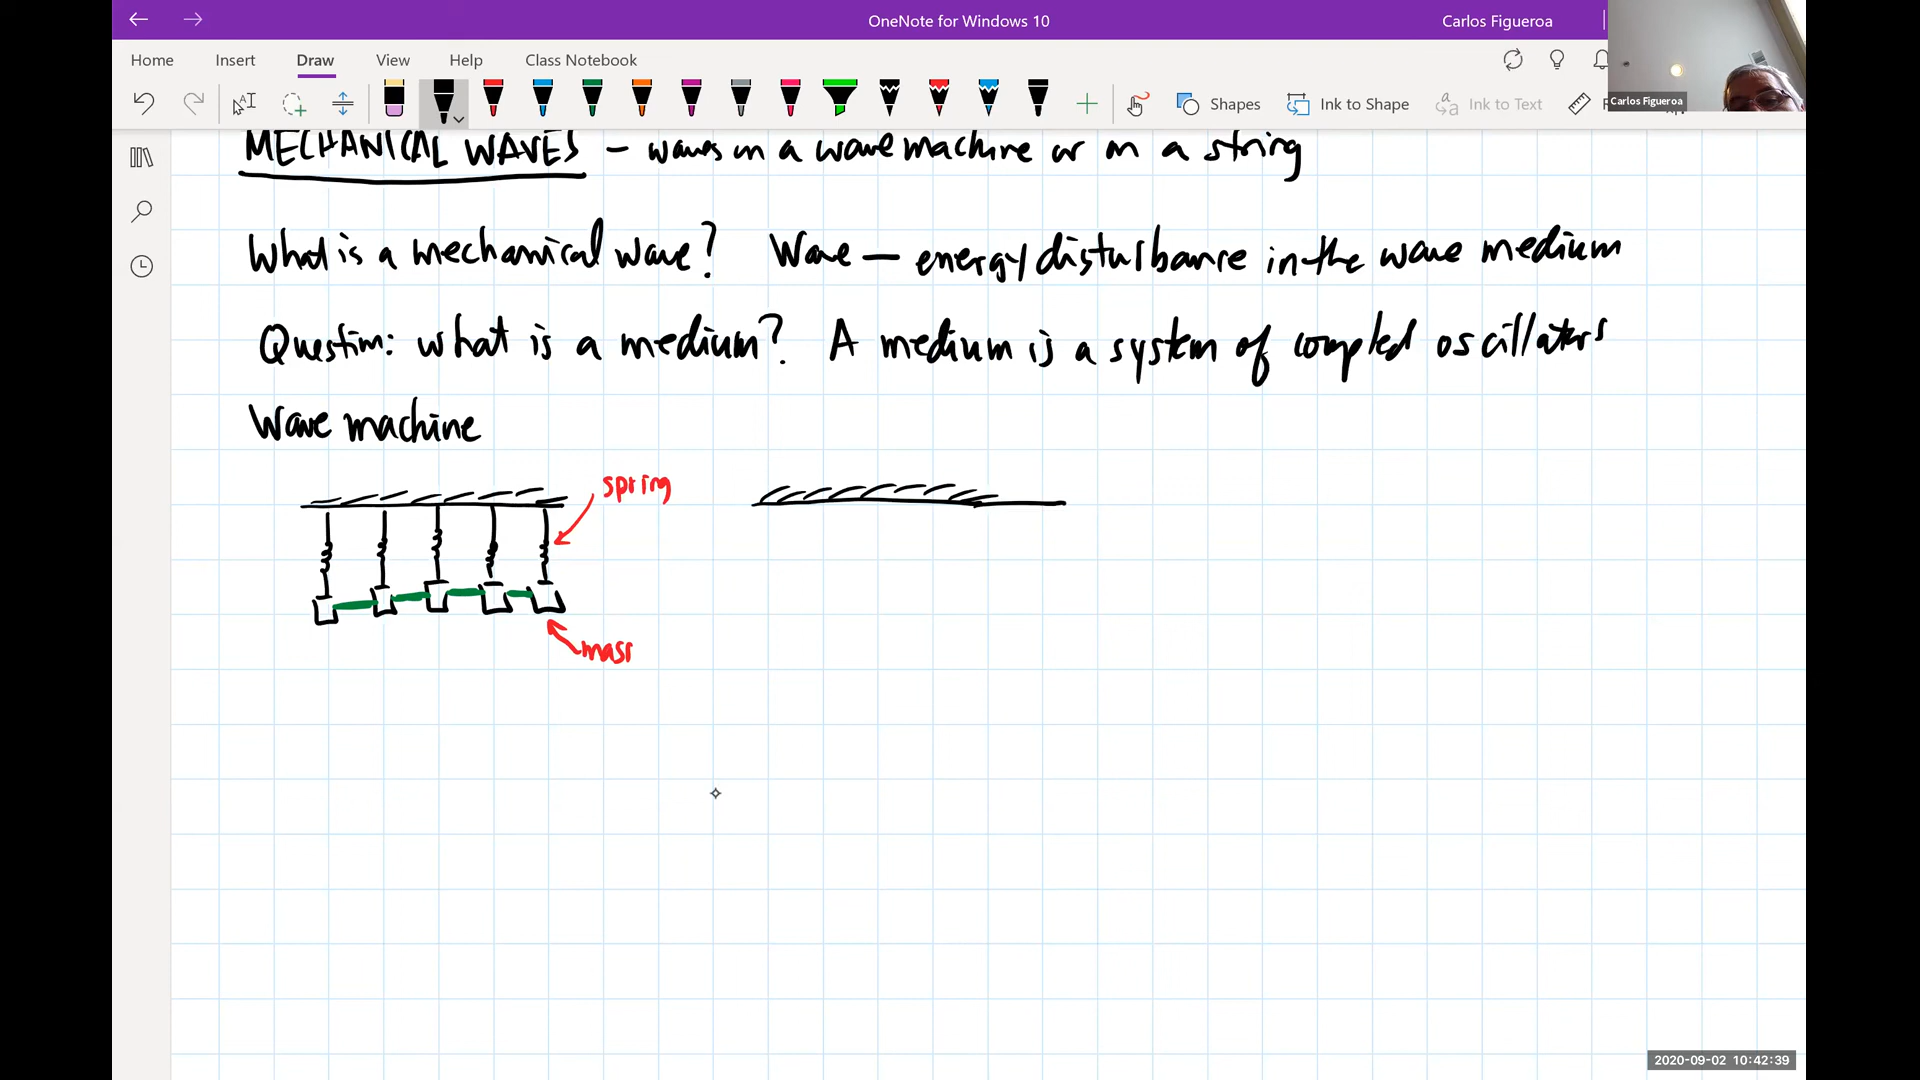 OneNote for Windows 10
Carlos Figueroa
Home Insert Draw View Help Class Notebook
Shapes Ink to Shape Ink to Text
Carlos Figueroa
MECHANICAL WAVES – waves in a wave machine or on a string
What is a mechanical wave? Wave — energy disturbance in the wave medium
Question: what is a medium? A medium is a system of coupled oscillators
Wave machine
spring
mass
2020-09-02 10:42:39